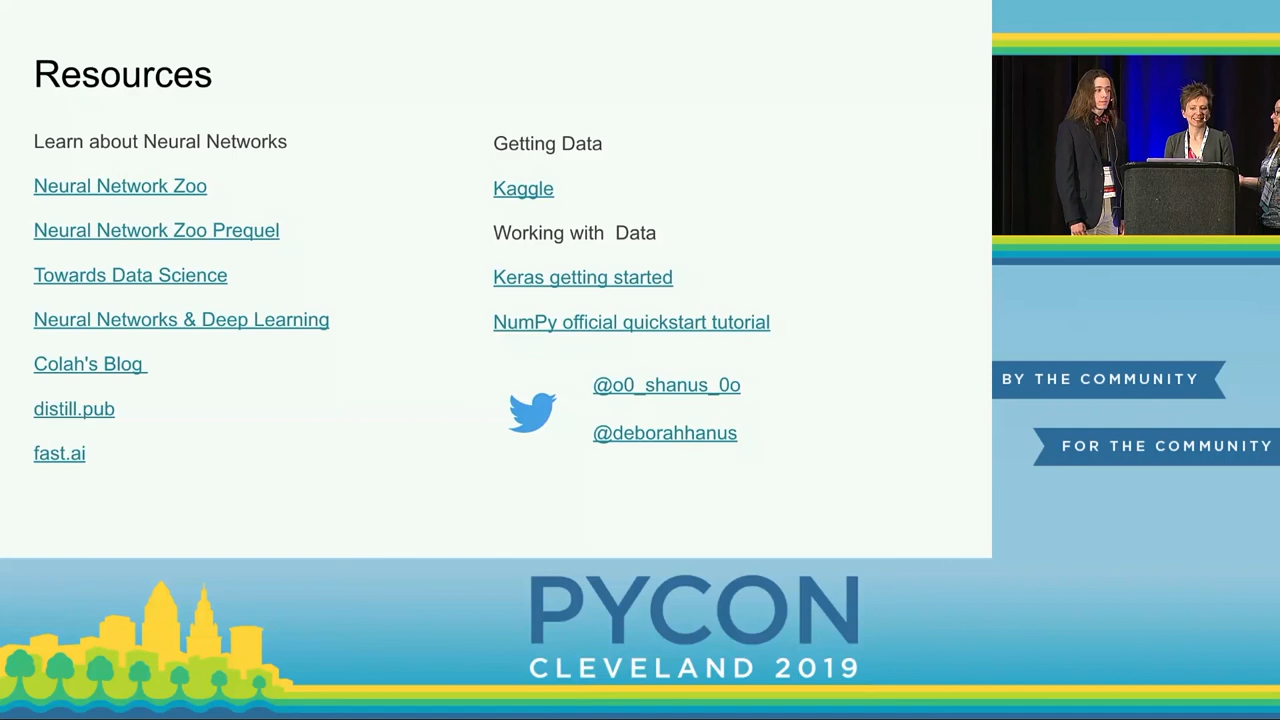 Resources
Learn about Neural Networks
Neural Network Zoo
Neural Network Zoo Prequel
Towards Data Science
Neural Networks & Deep Learning
Colah's Blog
distill.pub
fast.ai
Getting Data
Kaggle
Working with  Data
Keras getting started
NumPy official quickstart tutorial
@o0_shanus_0o
@deborahhanus
BY THE COMMUNITY
FOR THE COMMUNITY
PYCON
CLEVELAND 2019